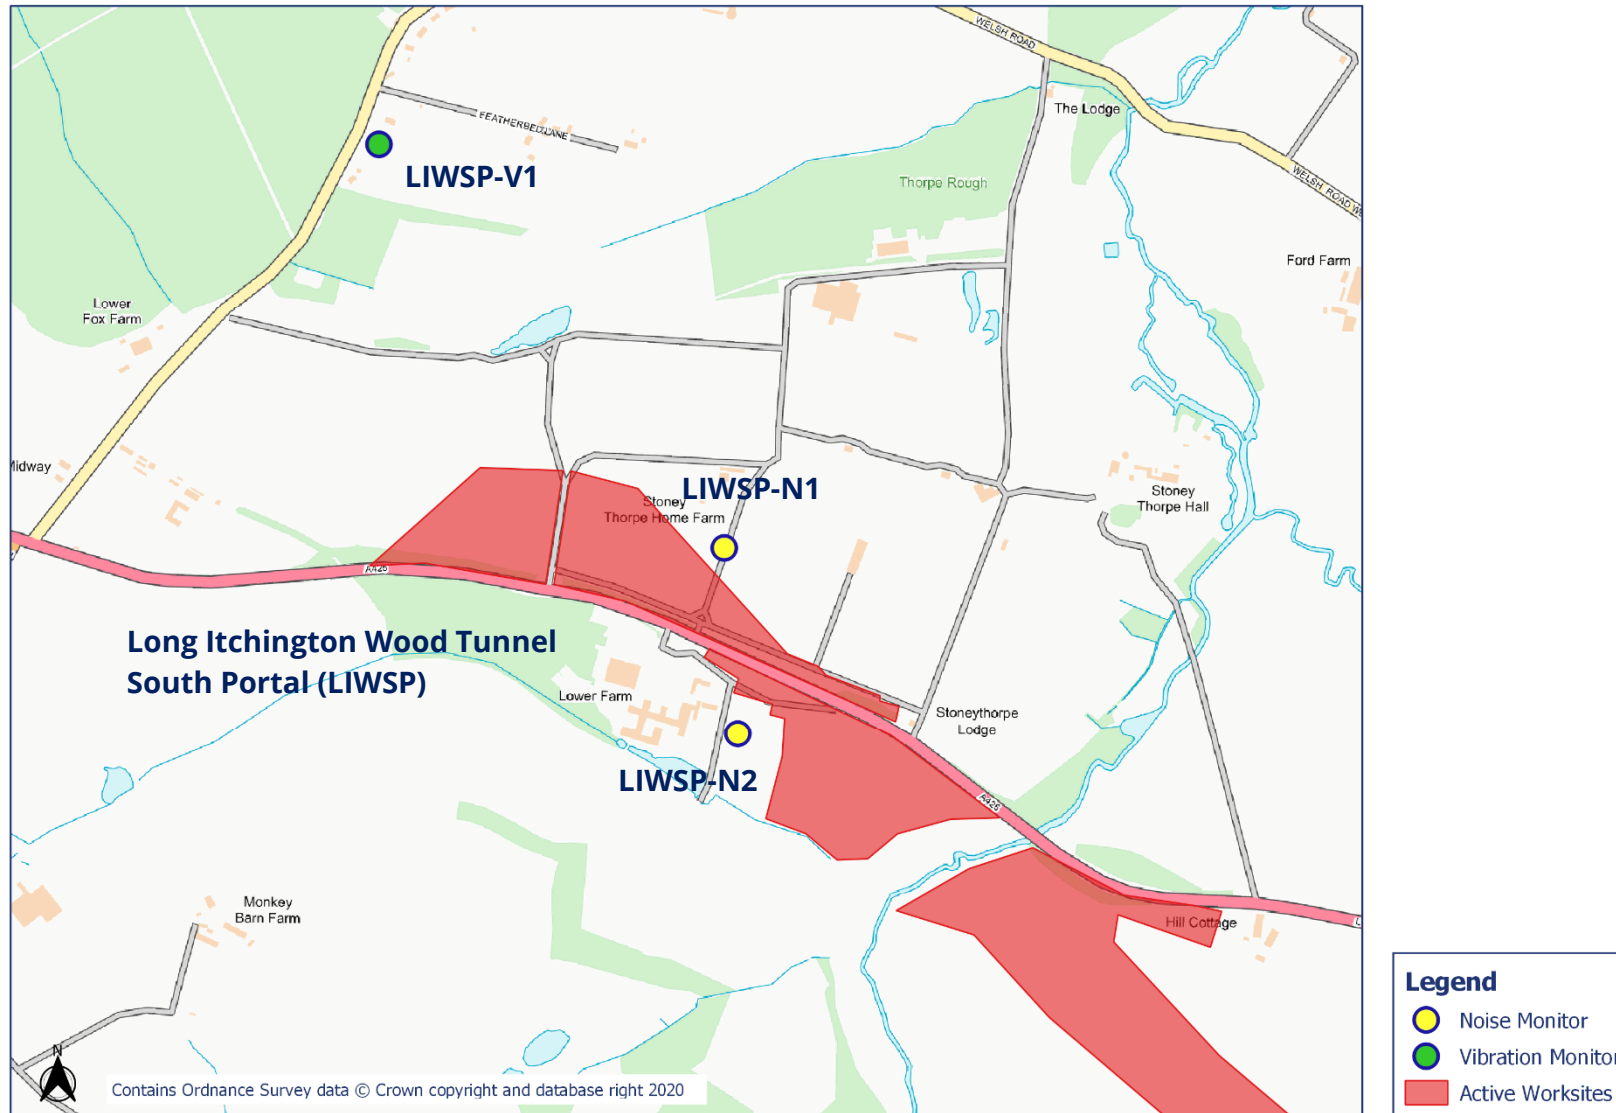 WELSH ROAD
FEATHERBED LANE
The Lodge
LIWSP-V1
Thorpe Rough
WELSH ROAD W
Ford Farm
Lower
Fox Farm
Midway
LIWSP-N1
Stoney
Thorpe Home Farm
Stoney
Thorpe Hall
A425
Long Itchington Wood Tunnel
South Portal (LIWSP)
Lower Farm
Stoneythorpe
Lodge
LIWSP-N2
A425
Monkey
Barn Farm
Hill Cottage
L
N
Contains Ordnance Survey data © Crown copyright and database right 2020
Legend
Noise Monitor
Vibration Monitor
Active Worksites